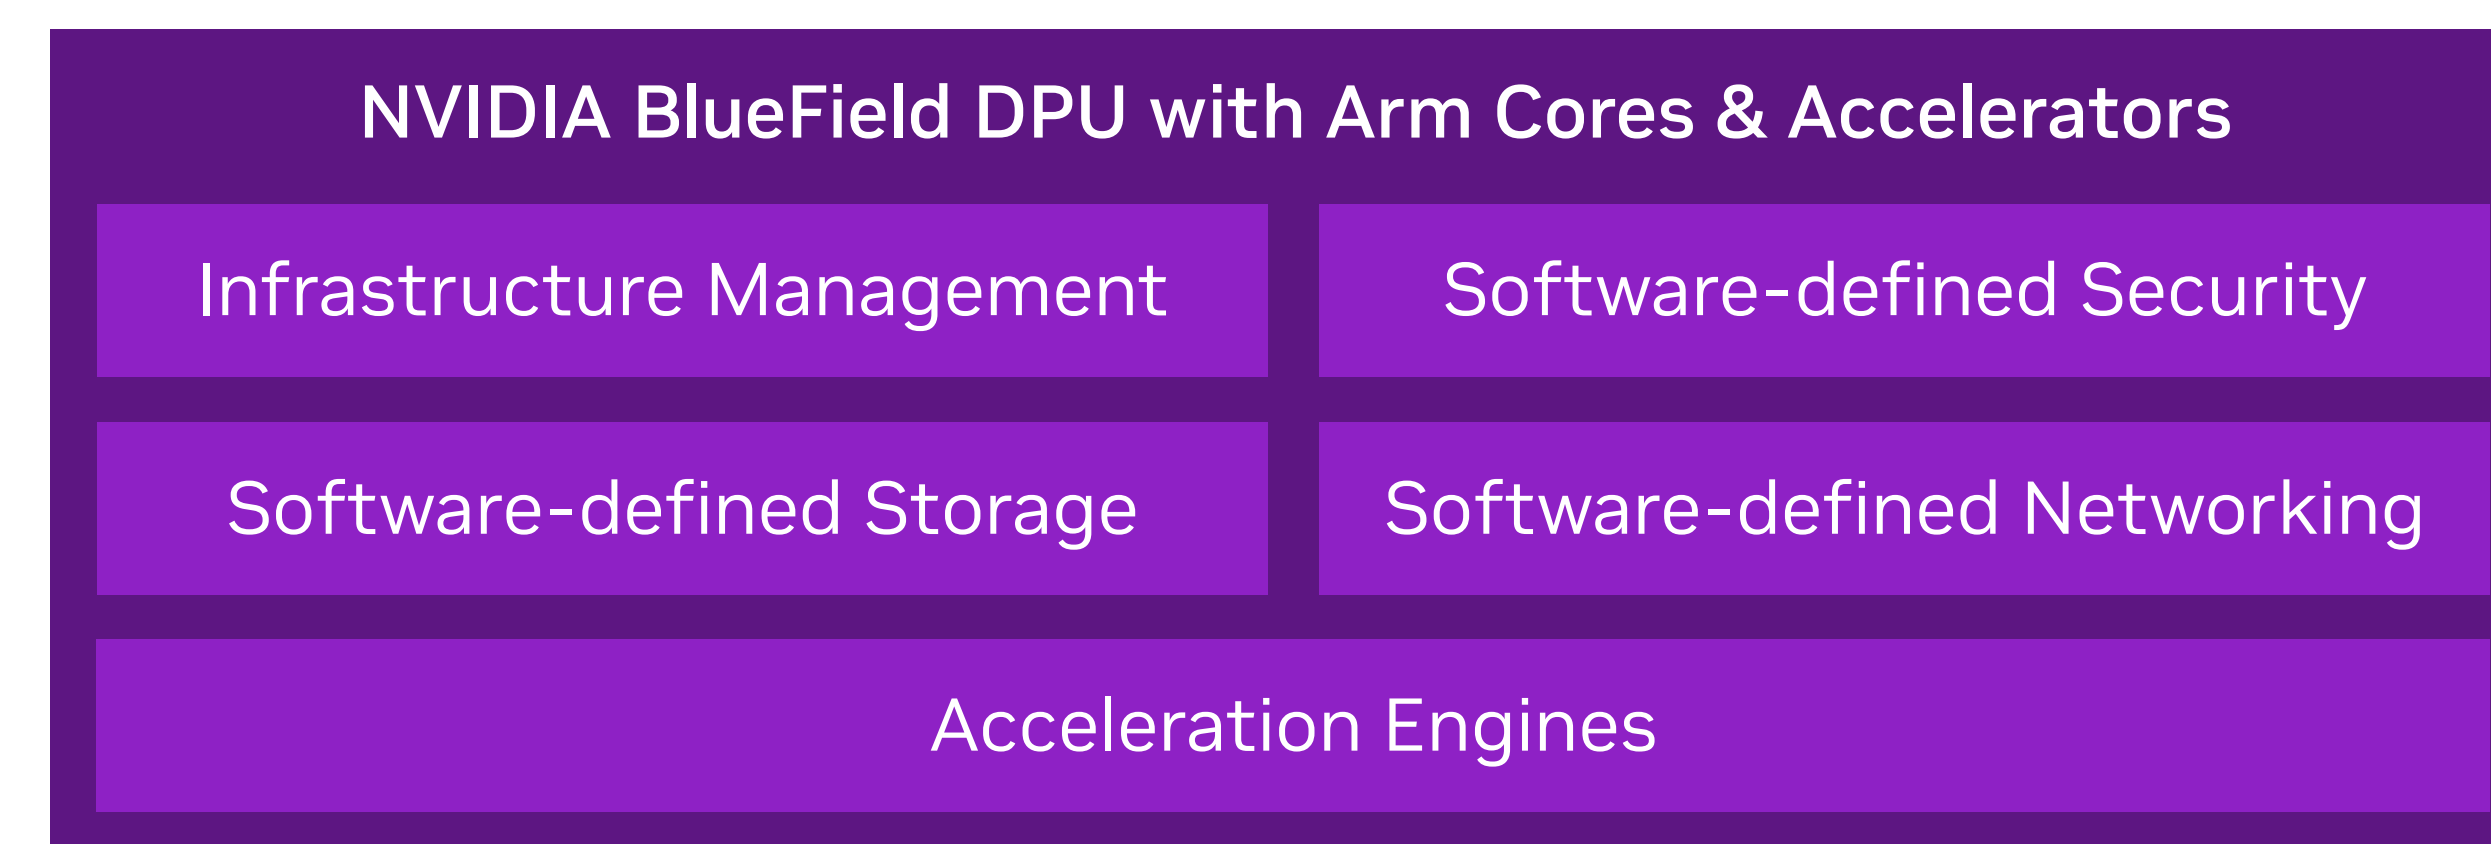 NVIDIA BlueField DPU with Arm Cores & Accelerators
Infrastructure Management
Software-defined Security
Software-defined Storage
Software-defined Networking
Acceleration Engines